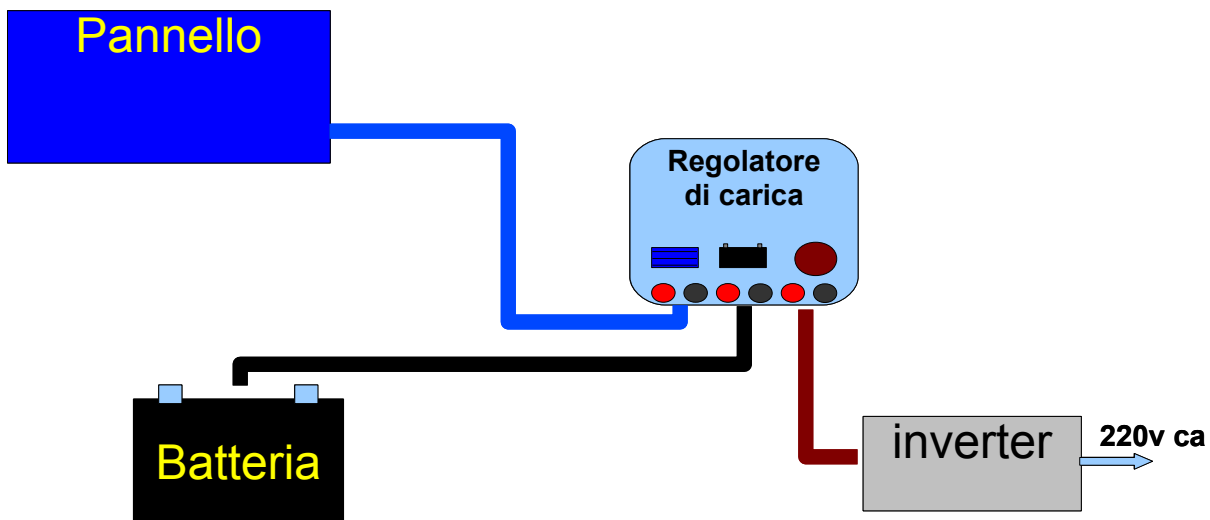 Pannello
Regolatore
di carica
Batteria
inverter
220v ca